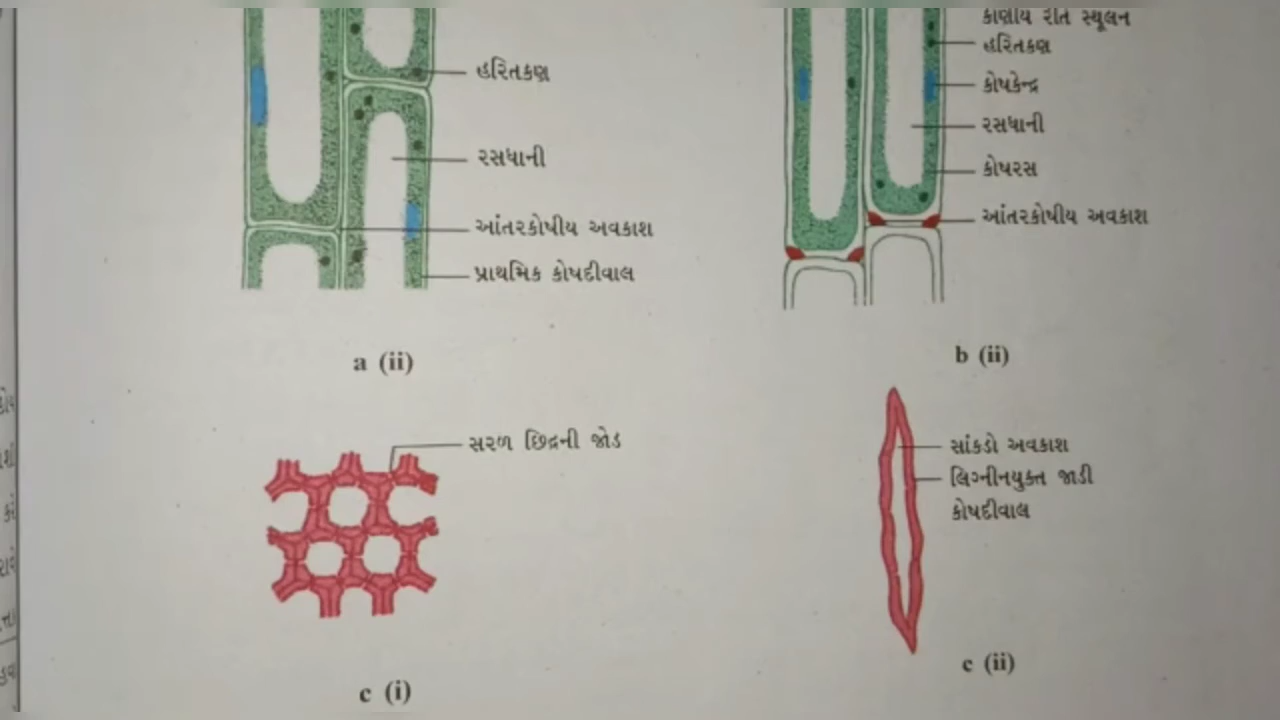 કોણીય રીતે સ્થૂલન
હરિતકણ
હરિતકણ
કોષકેન્દ્ર
રસધાની
રસધાની
કોષરસ
આંતરકોષીય અવકાશ
આંતરકોષીય અવકાશ
પ્રાથમિક કોષદીવાલ
a (ii)
b (ii)
સરળ છિદ્રની જોડ
સાંકડો અવકાશ
લિગ્નીનયુક્ત જાડી
કોષદીવાલ
c (i)
c (ii)